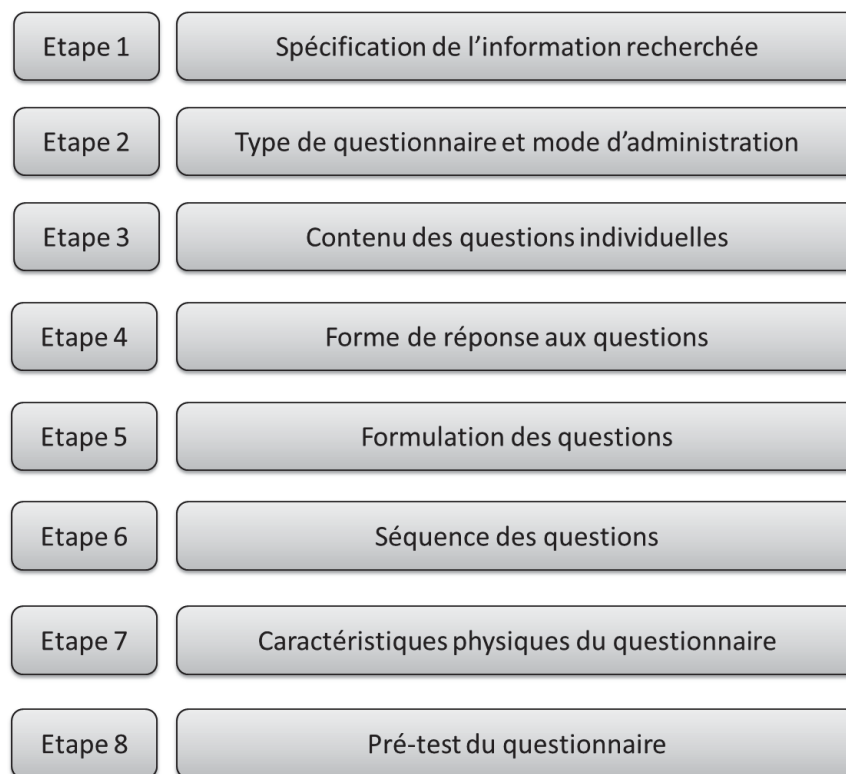 Etape 1 Spécification de l'information recherchée
Etape 2 Type de questionnaire et mode d'administration
Etape 3 Contenu des questions individuelles
Etape 4 Forme de réponse aux questions
Etape 5 Formulation des questions
Etape 6 Séquence des questions
Etape 7 Caractéristiques physiques du questionnaire
Etape 8 Pré-test du questionnaire